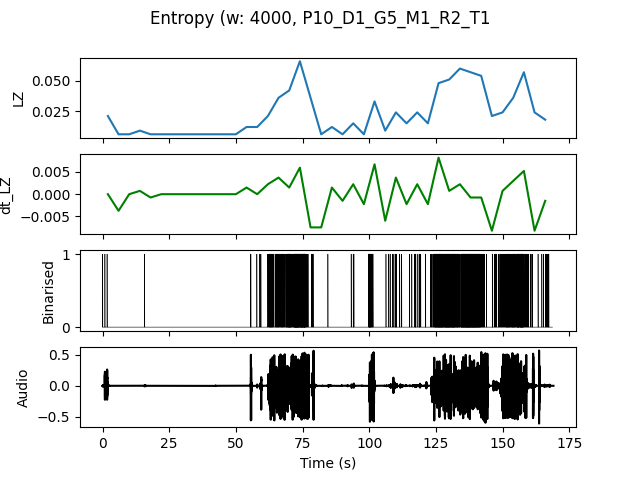 Entropy (w: 4000, P10_D1_G5_M1_R2_T1
LZ
0.050
0.025
dt_LZ
0.005
0.000
−0.005
Binarised
1
0
Audio
0.5
0.0
−0.5
0 25 50 75 100 125 150 175
Time (s)